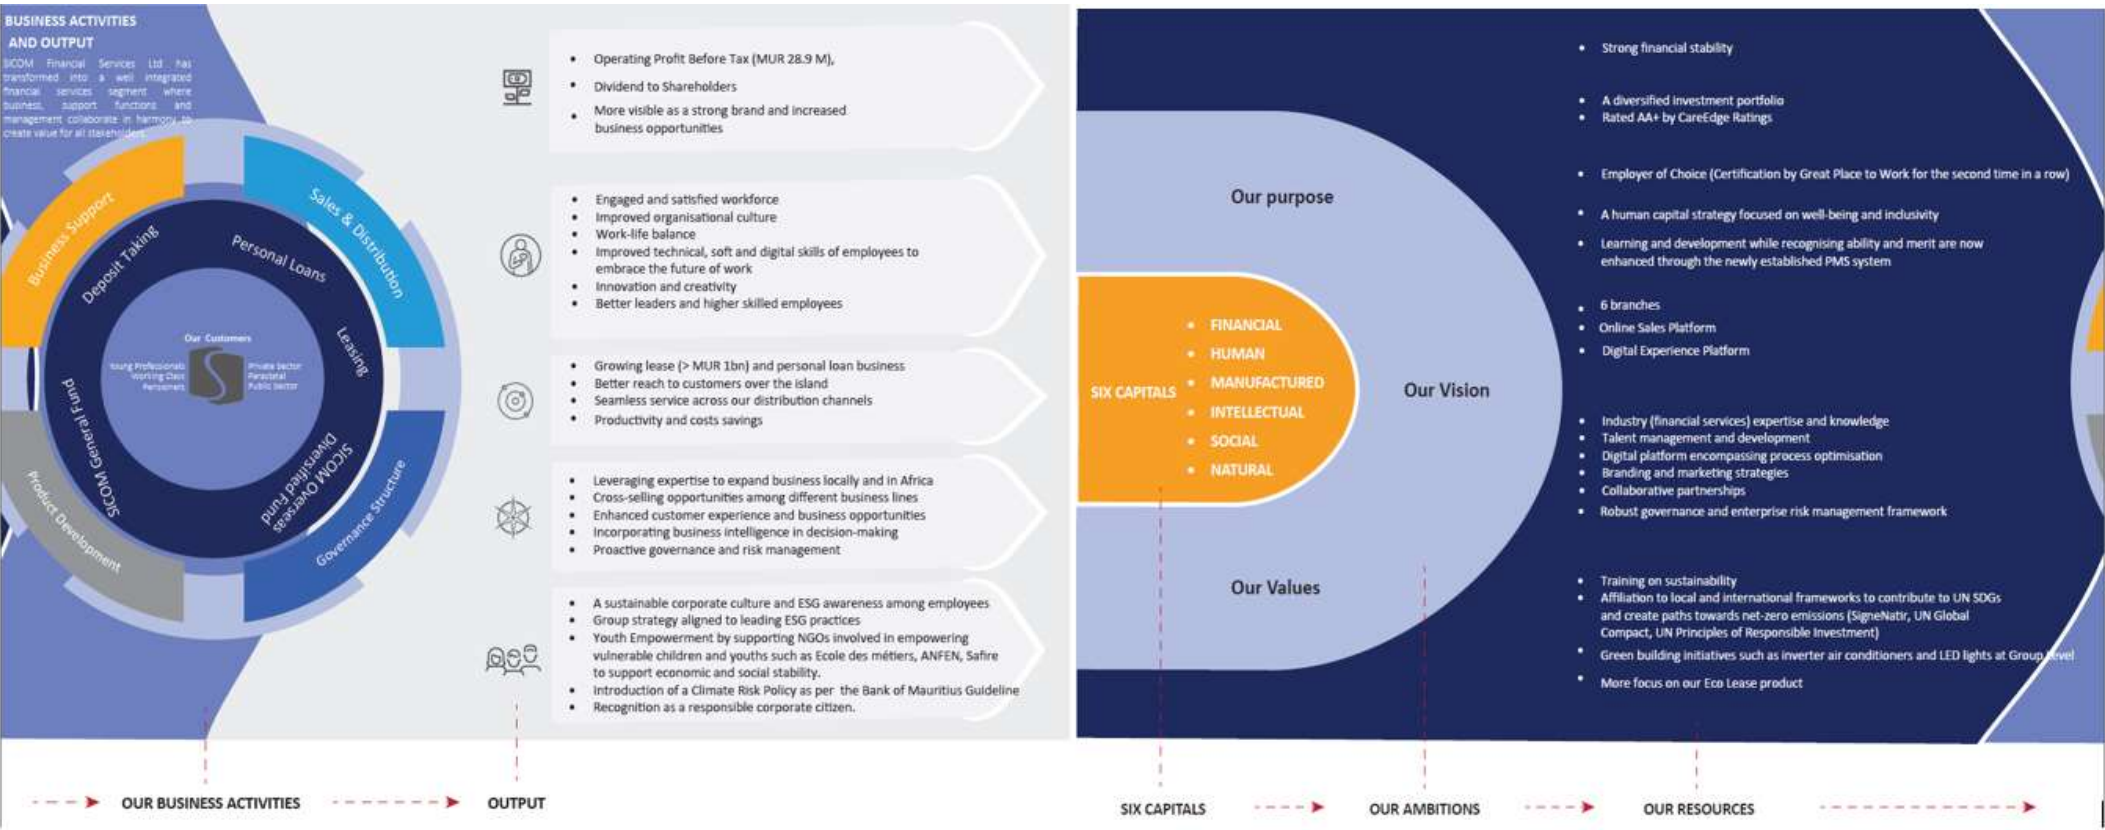 BUSINESS ACTIVITIES
AND OUTPUT
SICOM Financial Services Ltd has
transformed into a well integrated
financial services segment where
business, support functions and
management collaborate in harmony to
create value for all stakeholders.
Business Support
Sales & Distribution
Product Development
Governance Structure
Deposit Taking
Personal Loans
Leasing
SICOM Overseas
Diversified Fund
SICOM General Fund
Our Customers
Young Professionals
Working Class
Pensioners
Private Sector
Parastatal
Public Sector
• Operating Profit Before Tax (MUR 28.9 M),
• Dividend to Shareholders
• More visible as a strong brand and increased
business opportunities
• Engaged and satisfied workforce
• Improved organisational culture
• Work-life balance
• Improved technical, soft and digital skills of employees to
embrace the future of work
• Innovation and creativity
• Better leaders and higher skilled employees
• Growing lease (> MUR 1bn) and personal loan business
• Better reach to customers over the island
• Seamless service across our distribution channels
• Productivity and costs savings
• Leveraging expertise to expand business locally and in Africa
• Cross-selling opportunities among different business lines
• Enhanced customer experience and business opportunities
• Incorporating business intelligence in decision-making
• Proactive governance and risk management
• A sustainable corporate culture and ESG awareness among employees
• Group strategy aligned to leading ESG practices
• Youth Empowerment by supporting NGOs involved in empowering
vulnerable children and youths such as Ecole des métiers, ANFEN, Safire
to support economic and social stability.
• Introduction of a Climate Risk Policy as per the Bank of Mauritius Guideline
• Recognition as a responsible corporate citizen.
OUR BUSINESS ACTIVITIES
OUTPUT
SIX CAPITALS
• FINANCIAL
• HUMAN
• MANUFACTURED
• INTELLECTUAL
• SOCIAL
• NATURAL
Our purpose
Our Vision
Our Values
• Strong financial stability
• A diversified investment portfolio
• Rated AA+ by CareEdge Ratings
• Employer of Choice (Certification by Great Place to Work for the second time in a row)
• A human capital strategy focused on well-being and inclusivity
• Learning and development while recognising ability and merit are now
enhanced through the newly established PMS system
• 6 branches
• Online Sales Platform
• Digital Experience Platform
• Industry (financial services) expertise and knowledge
• Talent management and development
• Digital platform encompassing process optimisation
• Branding and marketing strategies
• Collaborative partnerships
• Robust governance and enterprise risk management framework
• Training on sustainability
• Affiliation to local and international frameworks to contribute to UN SDGs
and create paths towards net-zero emissions (SigneNatir, UN Global
Compact, UN Principles of Responsible Investment)
• Green building initiatives such as inverter air conditioners and LED lights at Group Level
• More focus on our Eco Lease product
SIX CAPITALS
OUR AMBITIONS
OUR RESOURCES